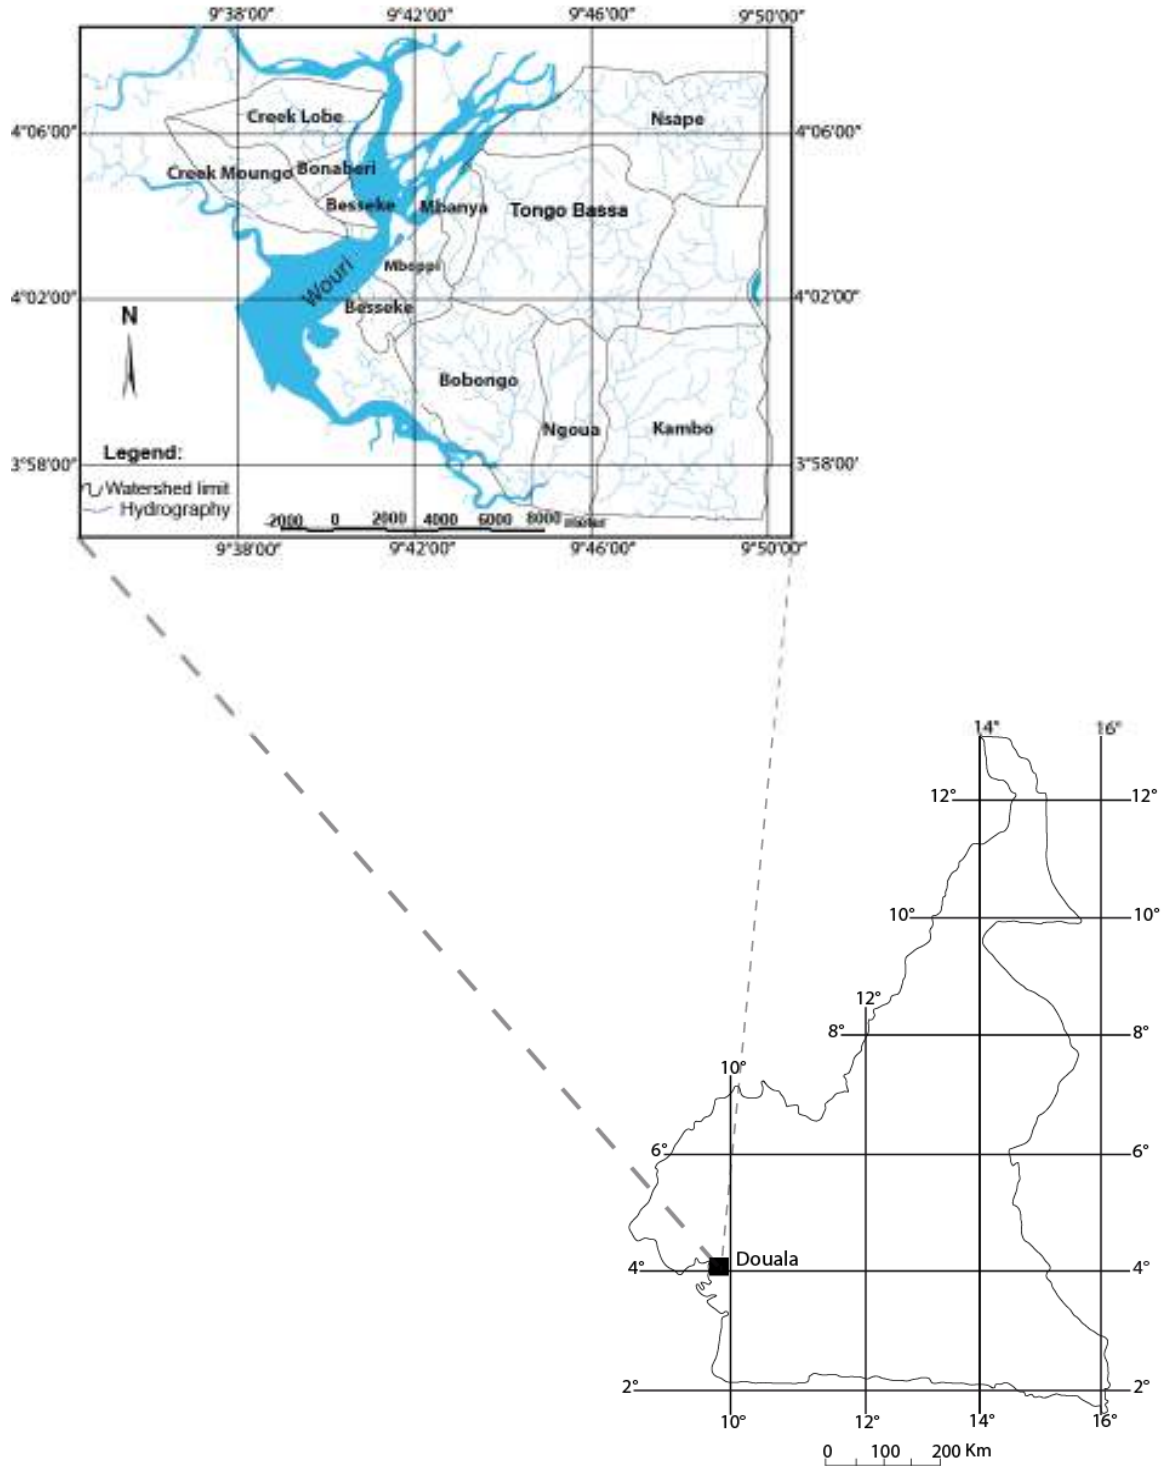 9°38'00" 9°42'00" 9°46'00" 9°50'00"
Creek Lobe
Nsape
4°06'00" 4°06'00"
Creek Moungo Bonaberi
Besseke Mbanya Tongo Bassa
Mboppi
Wouri
4°02'00" 4°02'00"
Besseke
N
Bobongo
Ngoua Kambo
Legend:
3°58'00" 3°58'00'
Watershed limit
Hydrography
-2000 0 2000 4000 6000 8000 meter
9°38'00" 9°42'00" 9°46'00" 9°50'00"
14° 16°
12° 12°
10° 10°
12°
8° 8°
10°
6° 6°
Douala
4° 4°
2° 2°
10° 12° 14° 16°
0 100 200 Km